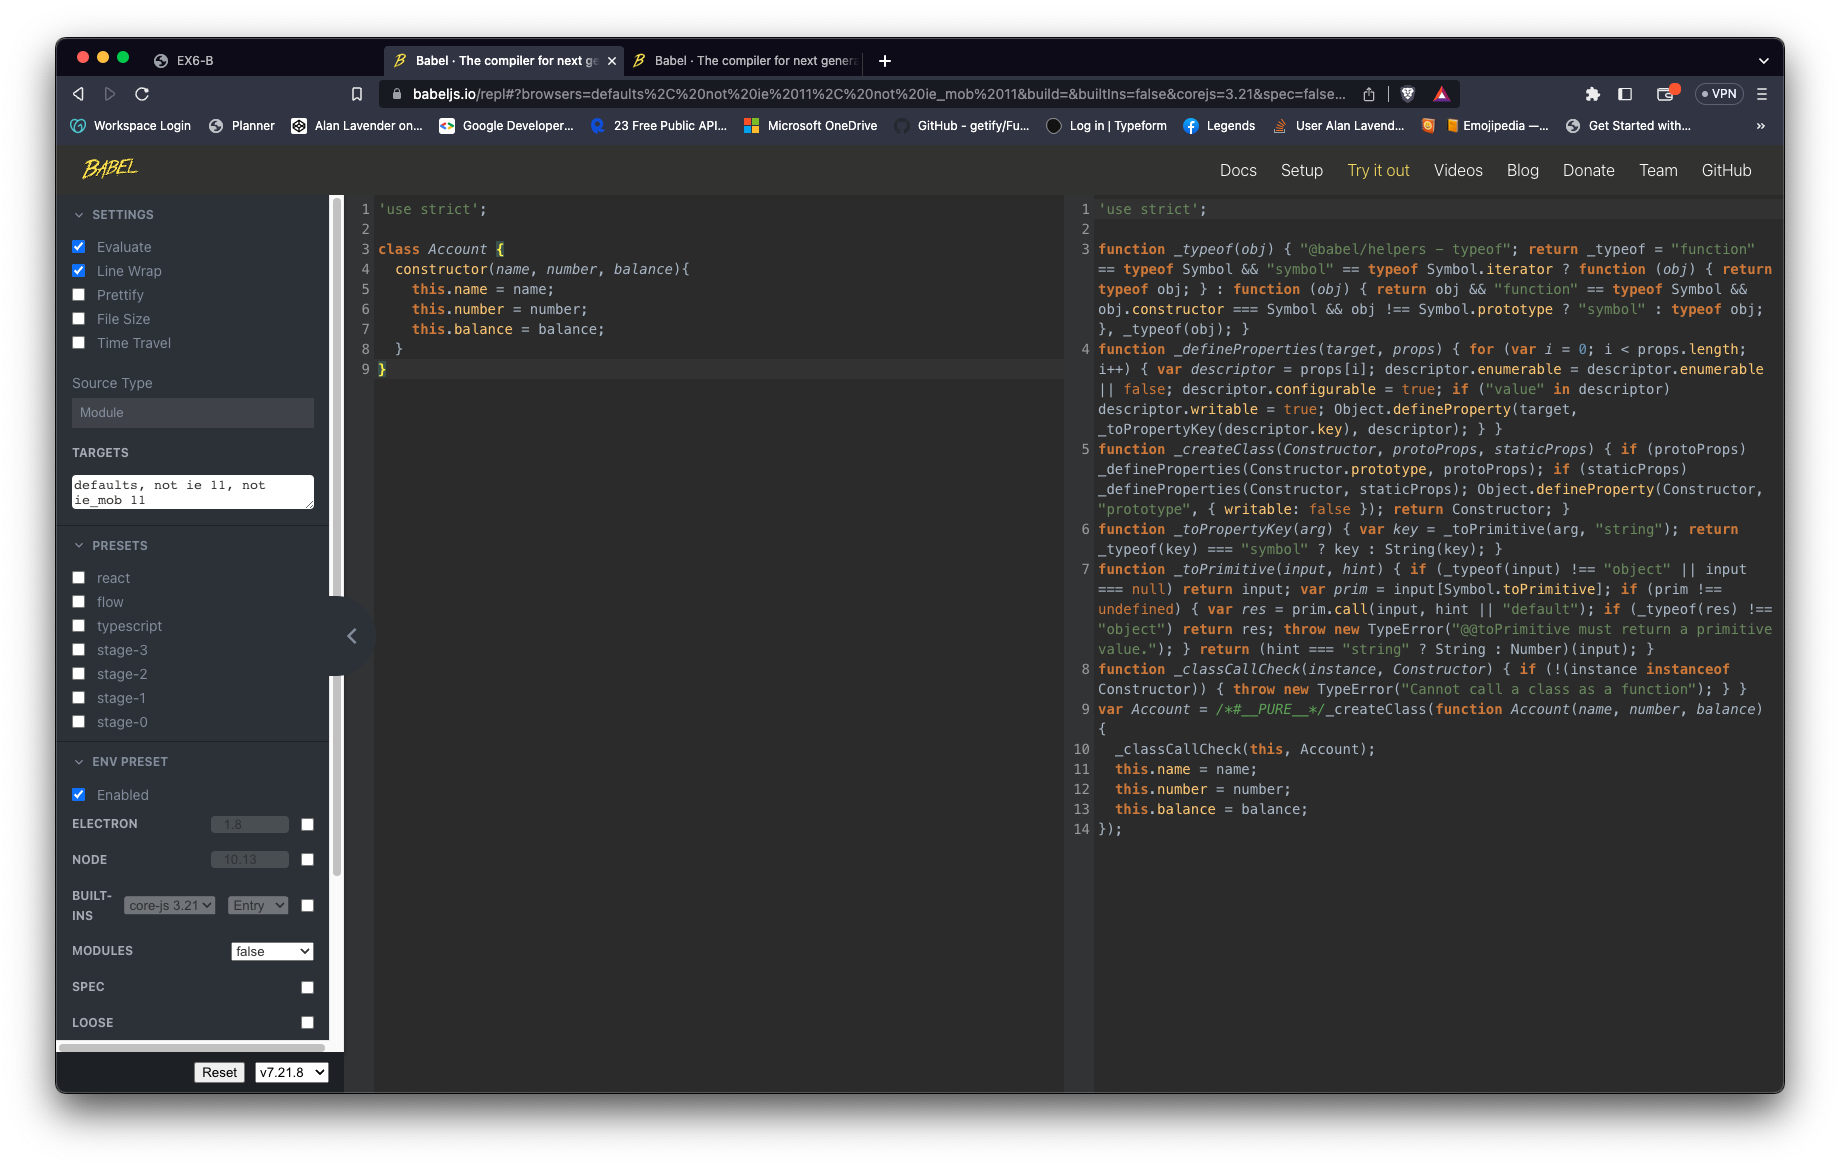 EX6-B
Babel · The compiler for next ge
Babel · The compiler for next genera
babeljs.io/repl#?browsers=defaults%2C%20not%20ie%2011%2C%20not%20ie_mob%2011&build=&builtIns=false&corejs=3.21&spec=false...
VPN
Workspace Login
Planner
Alan Lavender on...
Google Developer...
23 Free Public API...
Microsoft OneDrive
GitHub - getify/Fu...
Log in | Typeform
Legends
User Alan Lavend...
Emojipedia —...
Get Started with...
»
BABEL
Docs
Setup
Try it out
Videos
Blog
Donate
Team
GitHub
SETTINGS
Evaluate
Line Wrap
Prettify
File Size
Time Travel
Source Type
Module
TARGETS
defaults, not ie 11, not
ie_mob 11
PRESETS
react
flow
typescript
stage-3
stage-2
stage-1
stage-0
ENV PRESET
Enabled
ELECTRON 1.8
NODE 10.13
BUILT-
INS core-js 3.21 Entry
MODULES false
SPEC
LOOSE
Reset v7.21.8
1 'use strict';
2
3 class Account {
4   constructor(name, number, balance){
5     this.name = name;
6     this.number = number;
7     this.balance = balance;
8   }
9 }
1 'use strict';
2
3 function _typeof(obj) { "@babel/helpers - typeof"; return _typeof = "function"
== typeof Symbol && "symbol" == typeof Symbol.iterator ? function (obj) { return
typeof obj; } : function (obj) { return obj && "function" == typeof Symbol &&
obj.constructor === Symbol && obj !== Symbol.prototype ? "symbol" : typeof obj;
}, _typeof(obj); }
4 function _defineProperties(target, props) { for (var i = 0; i < props.length;
i++) { var descriptor = props[i]; descriptor.enumerable = descriptor.enumerable
|| false; descriptor.configurable = true; if ("value" in descriptor)
descriptor.writable = true; Object.defineProperty(target,
_toPropertyKey(descriptor.key), descriptor); } }
5 function _createClass(Constructor, protoProps, staticProps) { if (protoProps)
_defineProperties(Constructor.prototype, protoProps); if (staticProps)
_defineProperties(Constructor, staticProps); Object.defineProperty(Constructor,
"prototype", { writable: false }); return Constructor; }
6 function _toPropertyKey(arg) { var key = _toPrimitive(arg, "string"); return
_typeof(key) === "symbol" ? key : String(key); }
7 function _toPrimitive(input, hint) { if (_typeof(input) !== "object" || input
=== null) return input; var prim = input[Symbol.toPrimitive]; if (prim !==
undefined) { var res = prim.call(input, hint || "default"); if (_typeof(res) !==
"object") return res; throw new TypeError("@@toPrimitive must return a primitive
value."); } return (hint === "string" ? String : Number)(input); }
8 function _classCallCheck(instance, Constructor) { if (!(instance instanceof
Constructor)) { throw new TypeError("Cannot call a class as a function"); } }
9 var Account = /*#__PURE__*/_createClass(function Account(name, number, balance)
{
10   _classCallCheck(this, Account);
11   this.name = name;
12   this.number = number;
13   this.balance = balance;
14 });